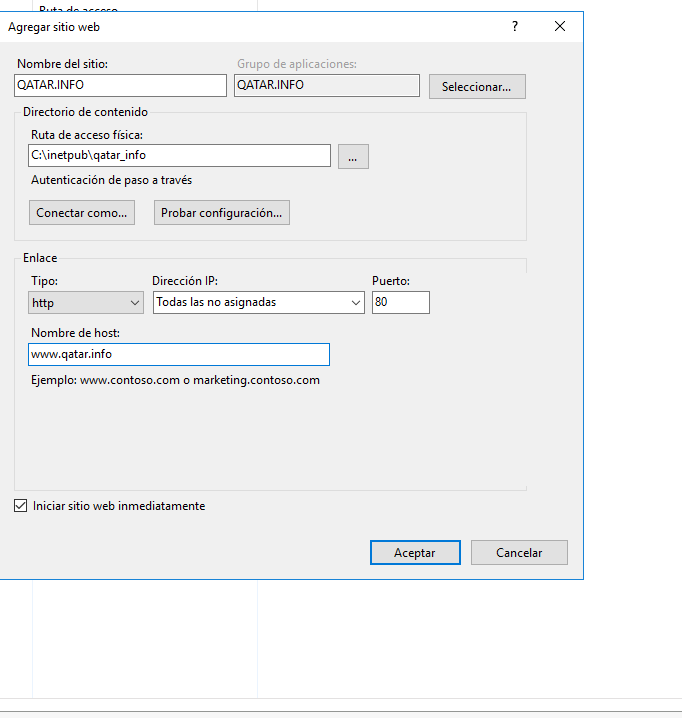 Ruta de acceso
Agregar sitio web ?
Nombre del sitio: Grupo de aplicaciones:
QATAR.INFO QATAR.INFO Seleccionar...
Directorio de contenido
Ruta de acceso física:
C:\inetpub\qatar_info ...
Autenticación de paso a través
Conectar como... Probar configuración...
Enlace
Tipo: Dirección IP: Puerto:
http Todas las no asignadas 80
Nombre de host:
www.qatar.info
Ejemplo: www.contoso.com o marketing.contoso.com
Iniciar sitio web inmediatamente
Aceptar Cancelar